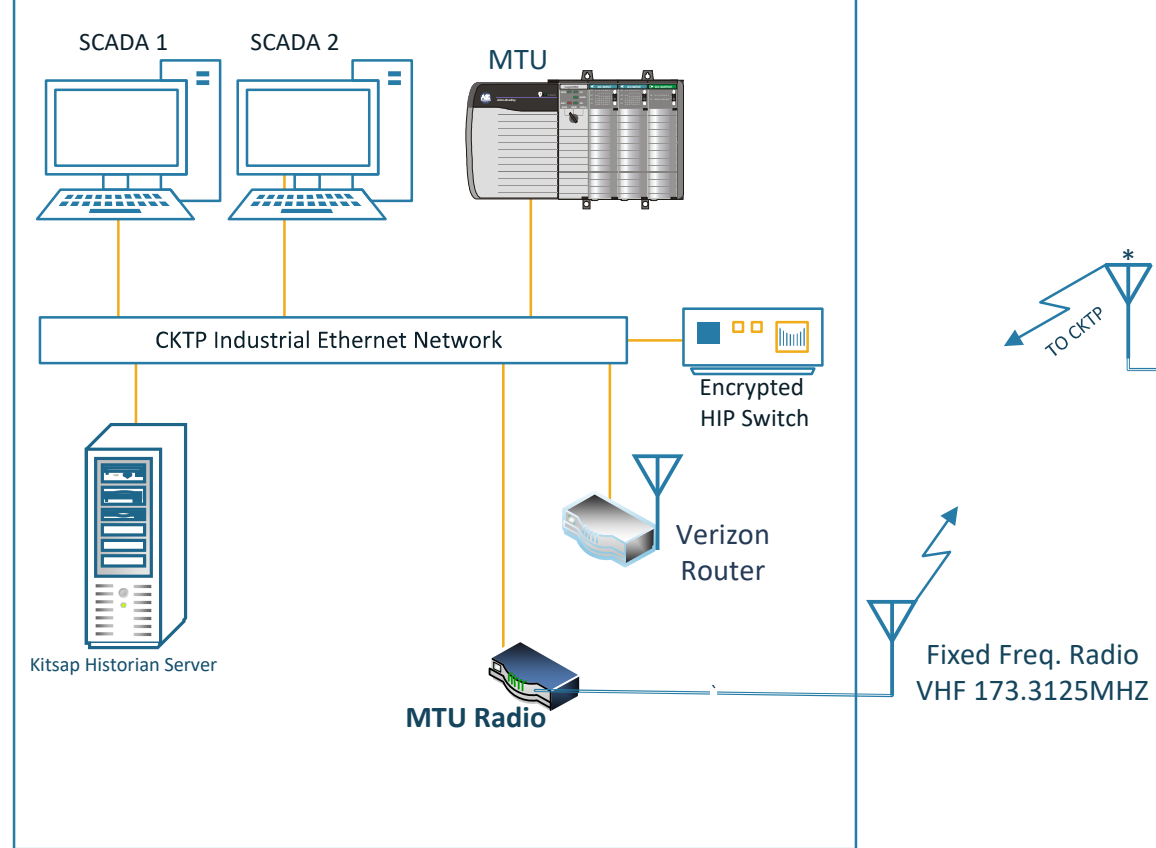 SCADA 1
SCADA 2
MTU
CKTP Industrial Ethernet Network
Encrypted
HIP Switch
*
TO CKTP
Verizon
Router
Kitsap Historian Server
MTU Radio
`
Fixed Freq. Radio
VHF 173.3125MHZ